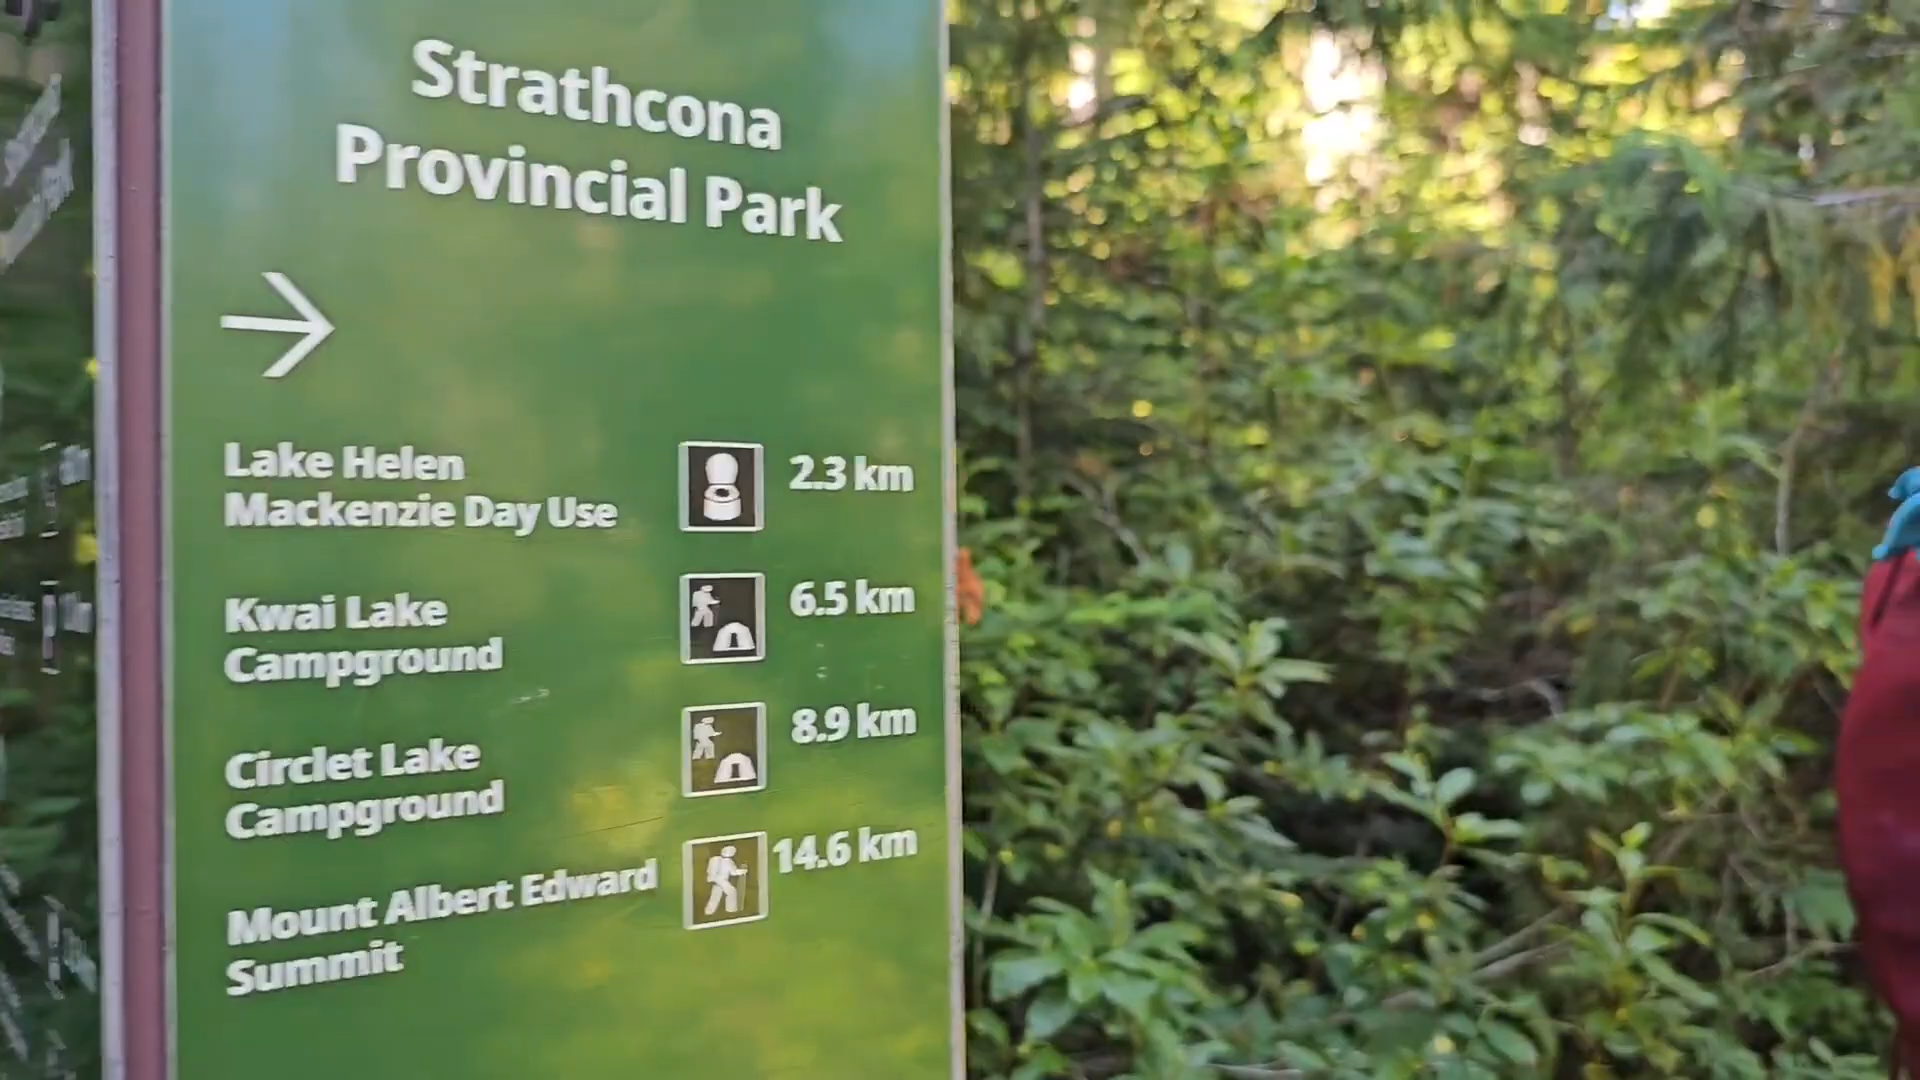 Strathcona
Provincial Park
Lake Helen
Mackenzie Day Use
2.3 km
Kwai Lake
Campground
6.5 km
Circlet Lake
Campground
8.9 km
Mount Albert Edward
Summit
14.6 km